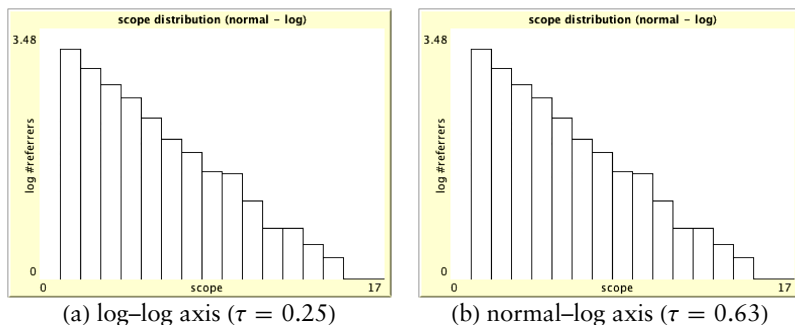 scope distribution (normal – log)
3.48
log #referrers
0
0
scope
17
(a) log–log axis (τ = 0.25)
scope distribution (normal – log)
3.48
log #referrers
0
0
scope
17
(b) normal–log axis (τ = 0.63)